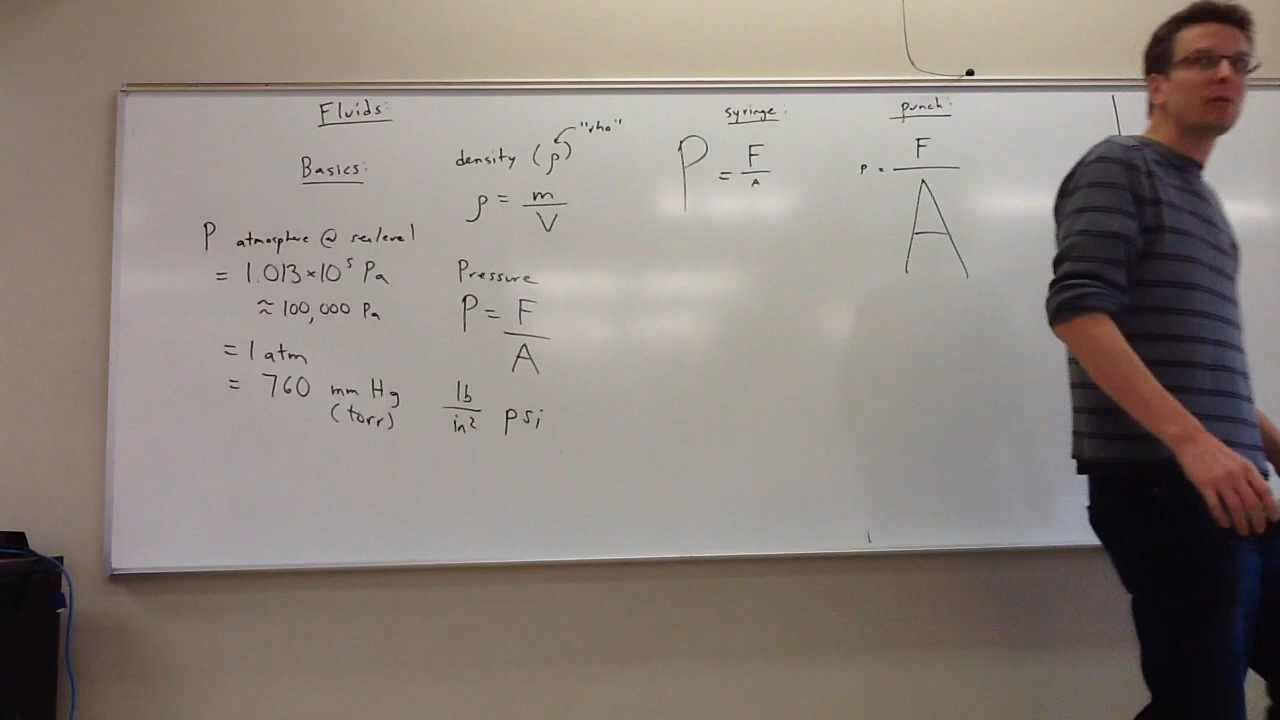 Fluids:
Basics:
density (ρ) "rho"
ρ = m/V
P atmosphere @ sea level
= 1.013 × 10⁵ Pa
≈ 100,000 Pa
= 1 atm
= 760 mm Hg
(torr)
Pressure
P = F/A
lb/in² psi
syringe:
P = F/A
punch:
P = F/A